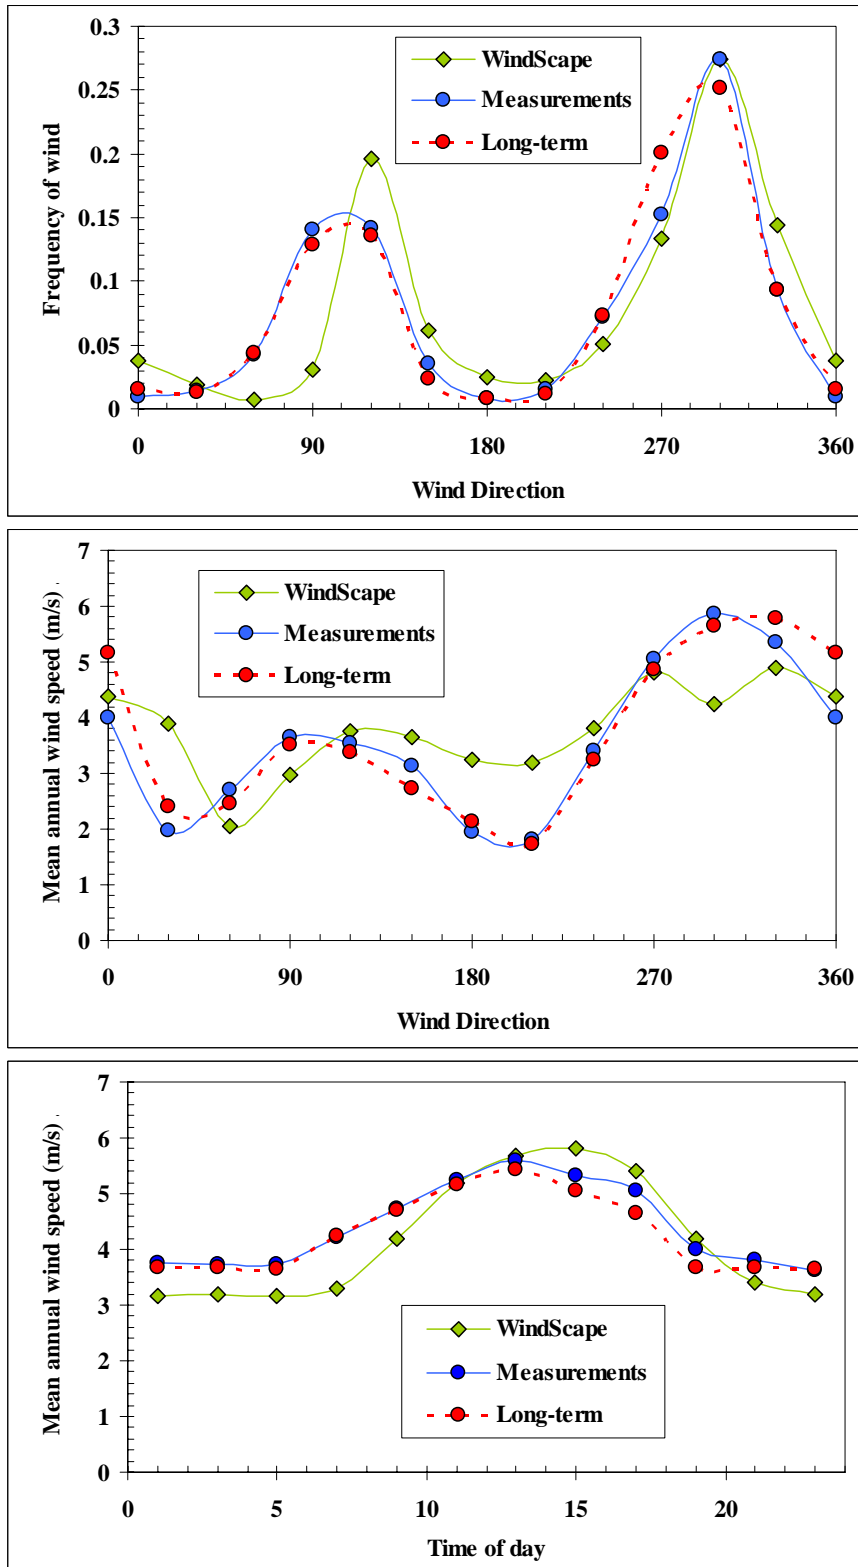 0.3
0.25
0.2
0.15
0.1
0.05
0
Frequency of wind
WindScape
Measurements
Long-term
0 90 180 270 360
Wind Direction
7
6
5
4
3
2
1
0
Mean annual wind speed (m/s) .
WindScape
Measurements
Long-term
0 90 180 270 360
Wind Direction
7
6
5
4
3
2
1
0
Mean annual wind speed (m/s) .
WindScape
Measurements
Long-term
0 5 10 15 20
Time of day